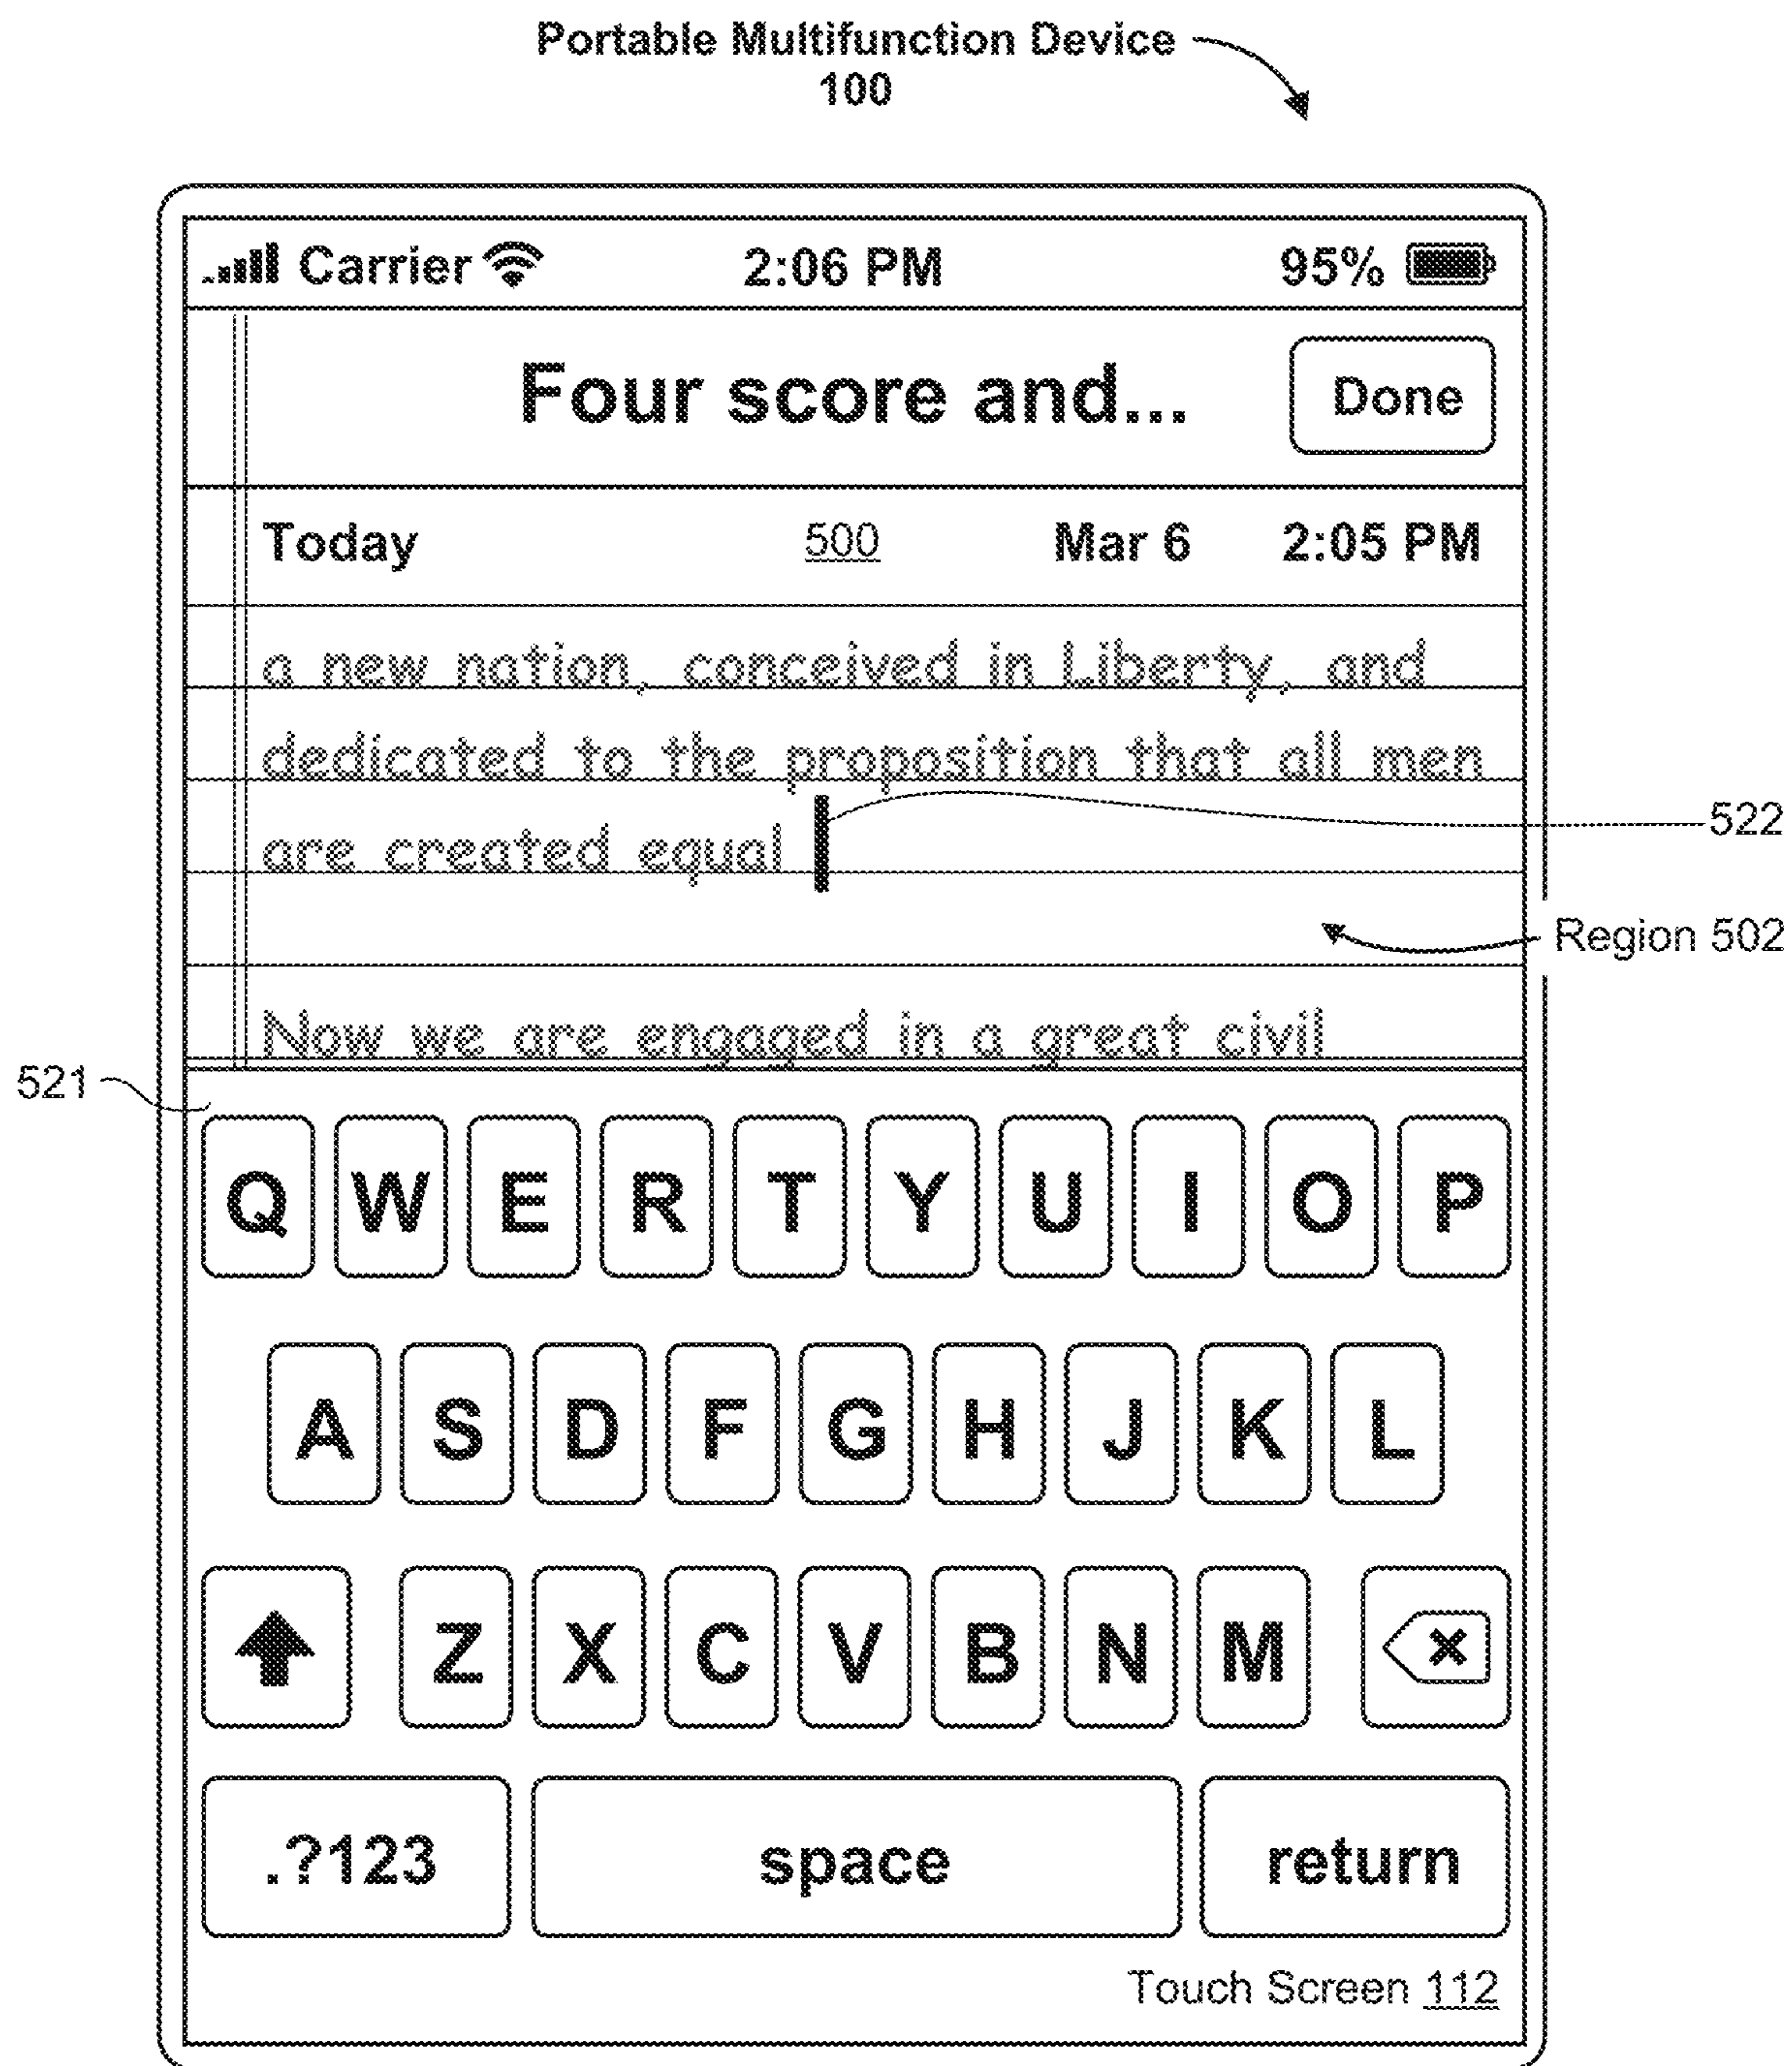 Portable Multifunction Device
100
Carrier 2:06 PM 95%
Four score and... Done
Today 500 Mar 6 2:05 PM
a new nation, conceived in Liberty, and
dedicated to the proposition that all men
are created equal
522
Region 502
Now we are engaged in a great civil
521
Q W E R T Y U I O P
A S D F G H J K L
Z X C V B N M
.?123 space return
Touch Screen 112